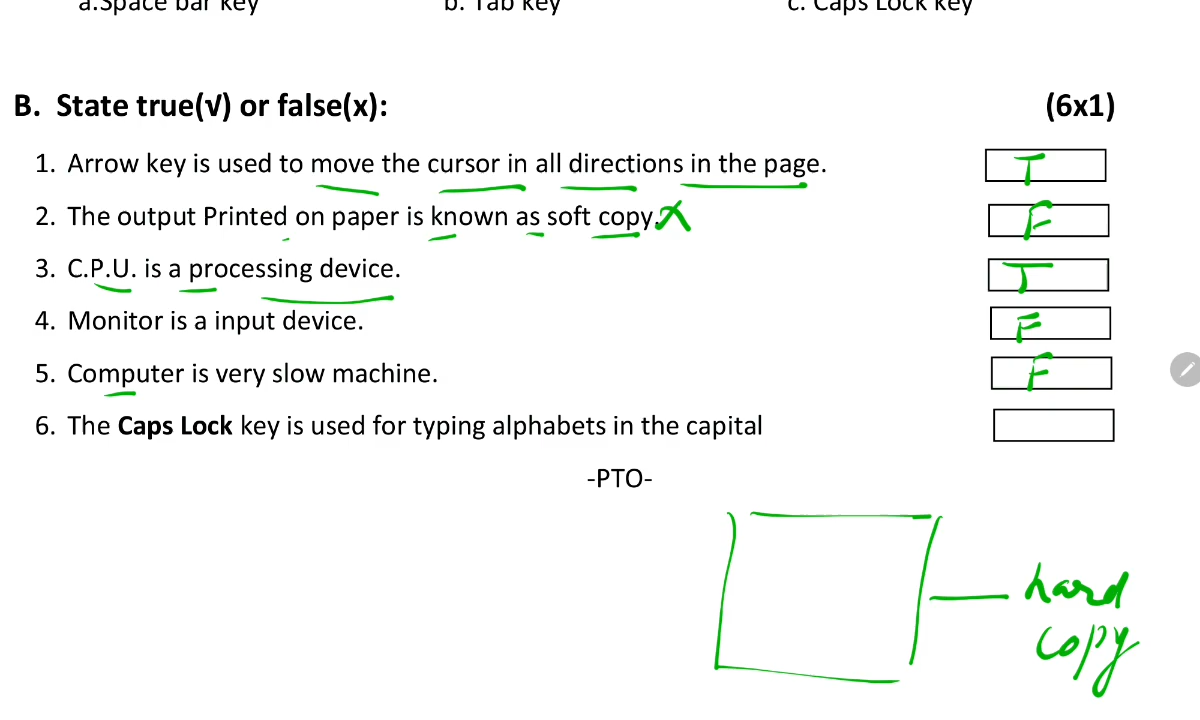 a.Space bar key b. Tab key c. Caps Lock key
B. State true(√) or false(x): (6x1)
1. Arrow key is used to move the cursor in all directions in the page. T
2. The output Printed on paper is known as soft copy. X F
3. C.P.U. is a processing device. T
4. Monitor is a input device. F
5. Computer is very slow machine. F
6. The Caps Lock key is used for typing alphabets in the capital
-PTO-
hard
copy